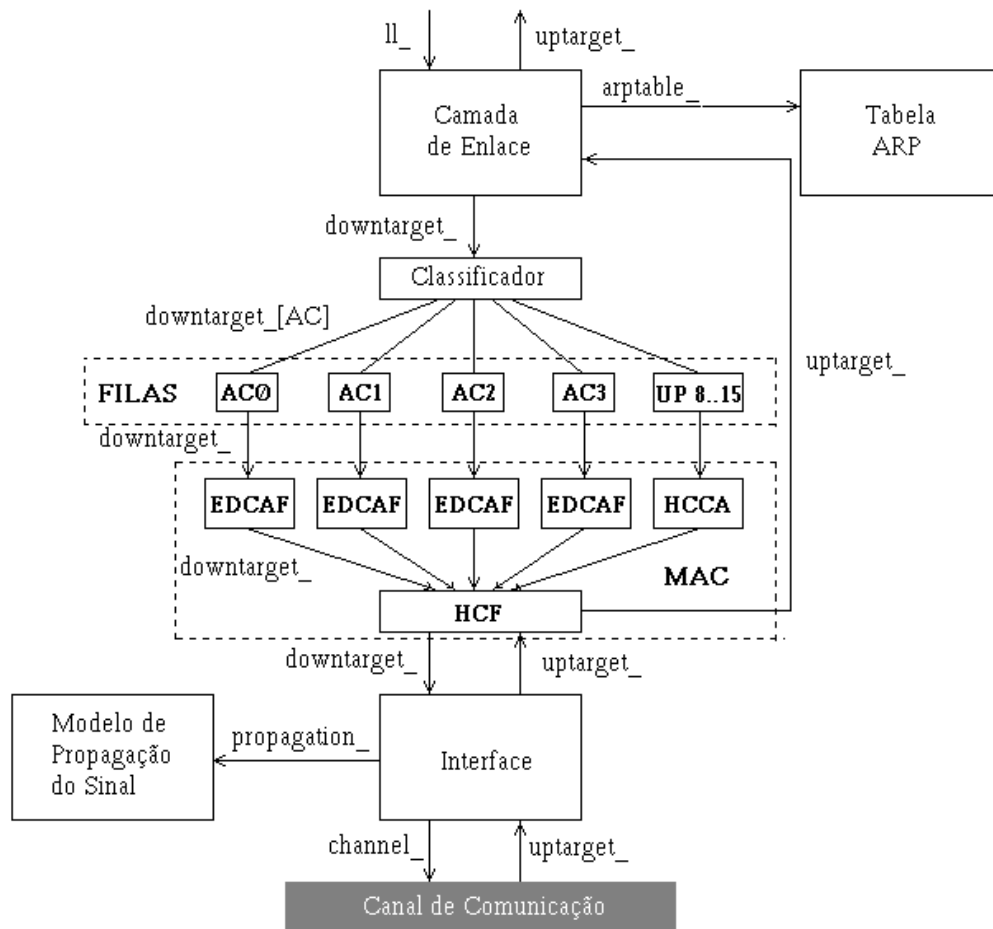 ll_
uptarget_
Camada
de Enlace
arptable_
Tabela
ARP
downtarget_
Classificador
downtarget_[AC]
uptarget_
FILAS
AC0
AC1
AC2
AC3
UP 8..15
downtarget_
EDCAF
EDCAF
EDCAF
EDCAF
HCCA
downtarget_
MAC
HCF
downtarget_
uptarget_
Modelo de
Propagação
do Sinal
propagation_
Interface
channel_
uptarget_
Canal de Comunicação